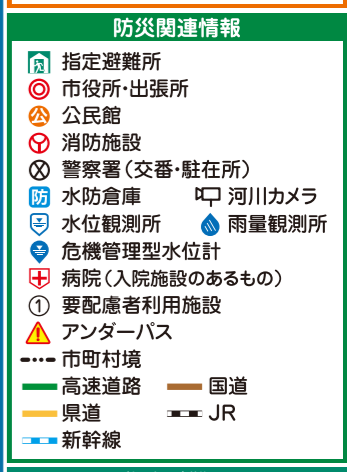 防災関連情報
指定避難所
市役所・出張所
公 公民館
消防施設
警察署（交番・駐在所）
防 水防倉庫 河川カメラ
水位観測所 雨量観測所
危機管理型水位計
病院（入院施設のあるもの）
1 要配慮者利用施設
アンダーパス
市町村境
高速道路 国道
県道 JR
新幹線